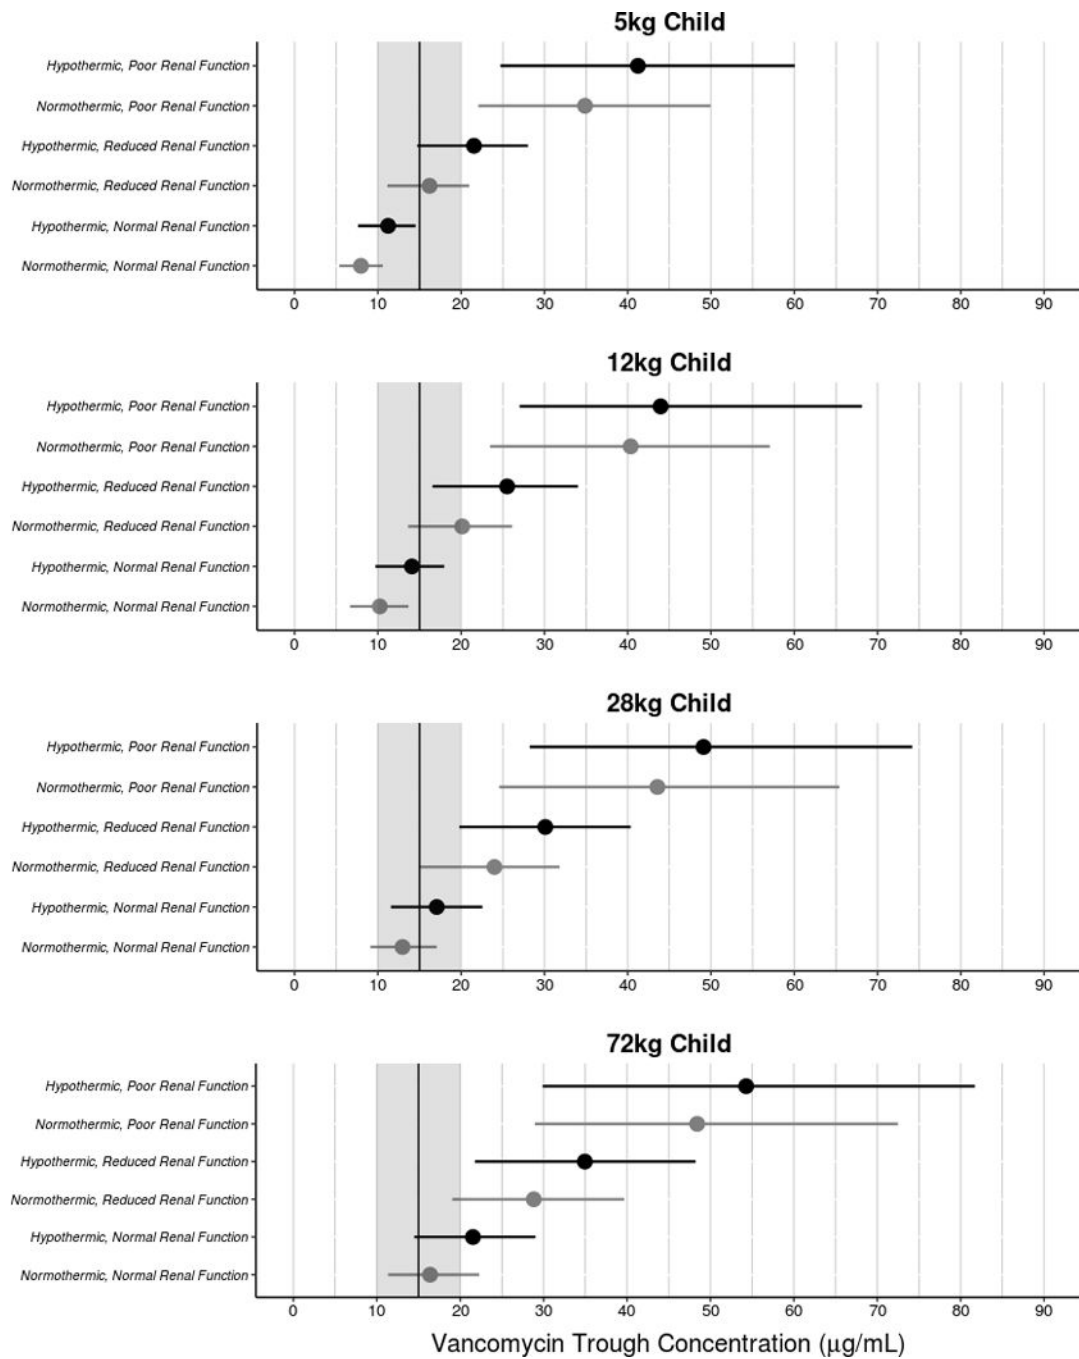 5kg Child
Hypothermic, Poor Renal Function
Normothermic, Poor Renal Function
Hypothermic, Reduced Renal Function
Normothermic, Reduced Renal Function
Hypothermic, Normal Renal Function
Normothermic, Normal Renal Function
0 10 20 30 40 50 60 70 80 90
12kg Child
Hypothermic, Poor Renal Function
Normothermic, Poor Renal Function
Hypothermic, Reduced Renal Function
Normothermic, Reduced Renal Function
Hypothermic, Normal Renal Function
Normothermic, Normal Renal Function
0 10 20 30 40 50 60 70 80 90
28kg Child
Hypothermic, Poor Renal Function
Normothermic, Poor Renal Function
Hypothermic, Reduced Renal Function
Normothermic, Reduced Renal Function
Hypothermic, Normal Renal Function
Normothermic, Normal Renal Function
0 10 20 30 40 50 60 70 80 90
72kg Child
Hypothermic, Poor Renal Function
Normothermic, Poor Renal Function
Hypothermic, Reduced Renal Function
Normothermic, Reduced Renal Function
Hypothermic, Normal Renal Function
Normothermic, Normal Renal Function
0 10 20 30 40 50 60 70 80 90
Vancomycin Trough Concentration (μg/mL)